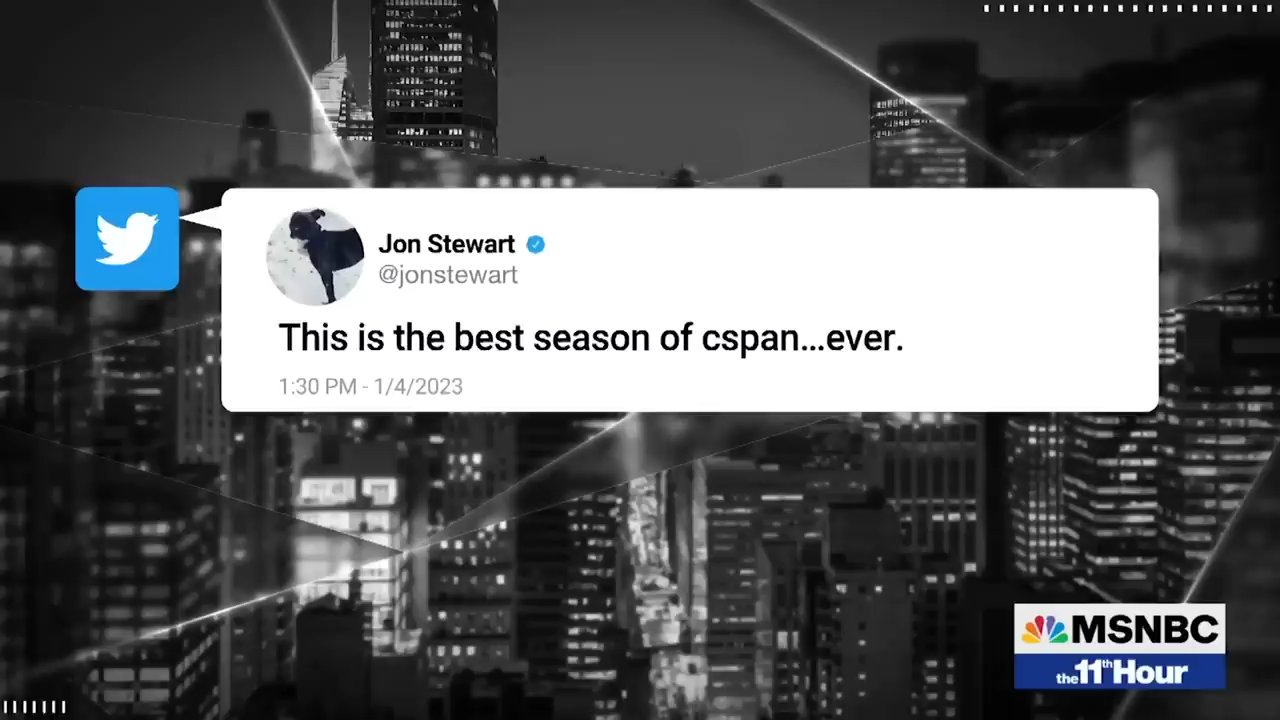 Jon Stewart
@jonstewart
This is the best season of cspan...ever.
1:30 PM - 1/4/2023
MSNBC
the 11th Hour